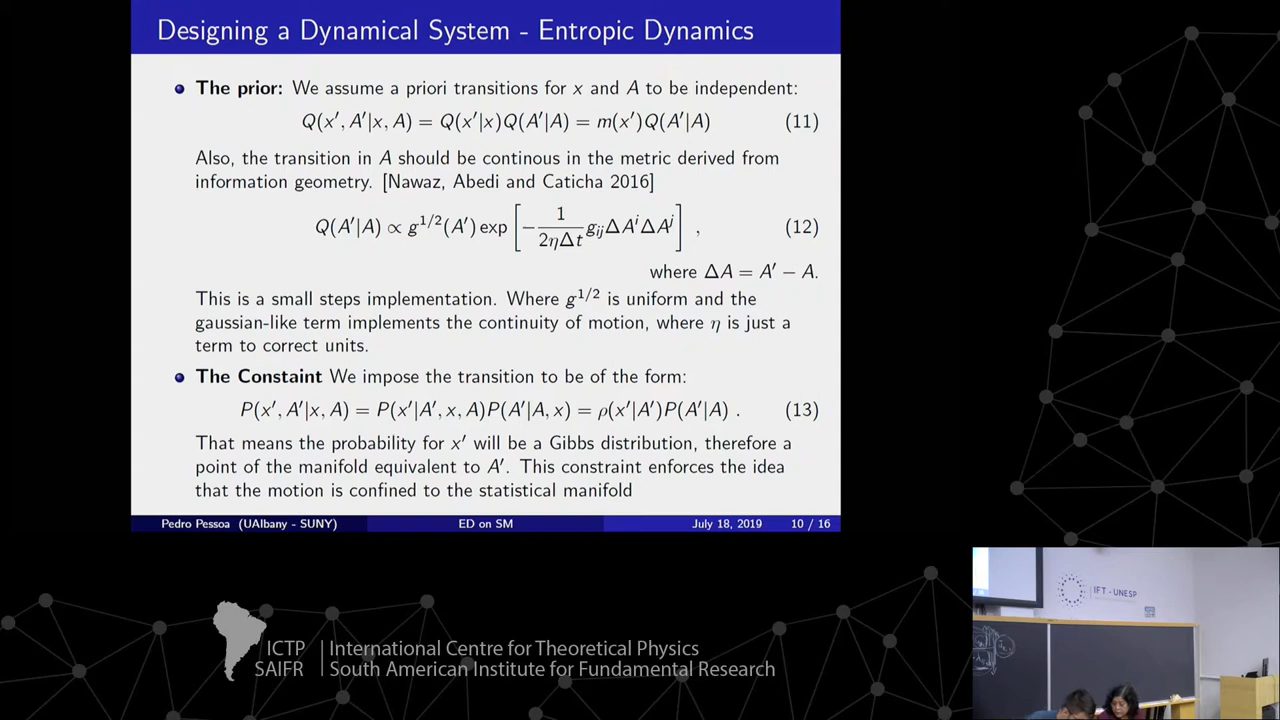 Designing a Dynamical System - Entropic Dynamics
The prior: We assume a priori transitions for x and A to be independent:
Q(x′, A′|x, A) = Q(x′|x)Q(A′|A) = m(x′)Q(A′|A) (11)
Also, the transition in A should be continous in the metric derived from
information geometry. [Nawaz, Abedi and Caticha 2016]
Q(A′|A) ∝ g^{1/2}(A′) exp [ − \frac{1}{2ηΔt} g_{ij}ΔA^iΔA^j ] , (12)
where ΔA = A′ − A.
This is a small steps implementation. Where g^{1/2} is uniform and the
gaussian-like term implements the continuity of motion, where η is just a
term to correct units.
The Constaint We impose the transition to be of the form:
P(x′, A′|x, A) = P(x′|A′, x, A)P(A′|A, x) = ρ(x′|A′)P(A′|A) . (13)
That means the probability for x′ will be a Gibbs distribution, therefore a
point of the manifold equivalent to A′. This constraint enforces the idea
that the motion is confined to the statistical manifold
Pedro Pessoa (UAlbany - SUNY) ED on SM July 18, 2019 10 / 16
IFT - UNESP
ICTP International Centre for Theoretical Physics
SAIFR South American Institute for Fundamental Research